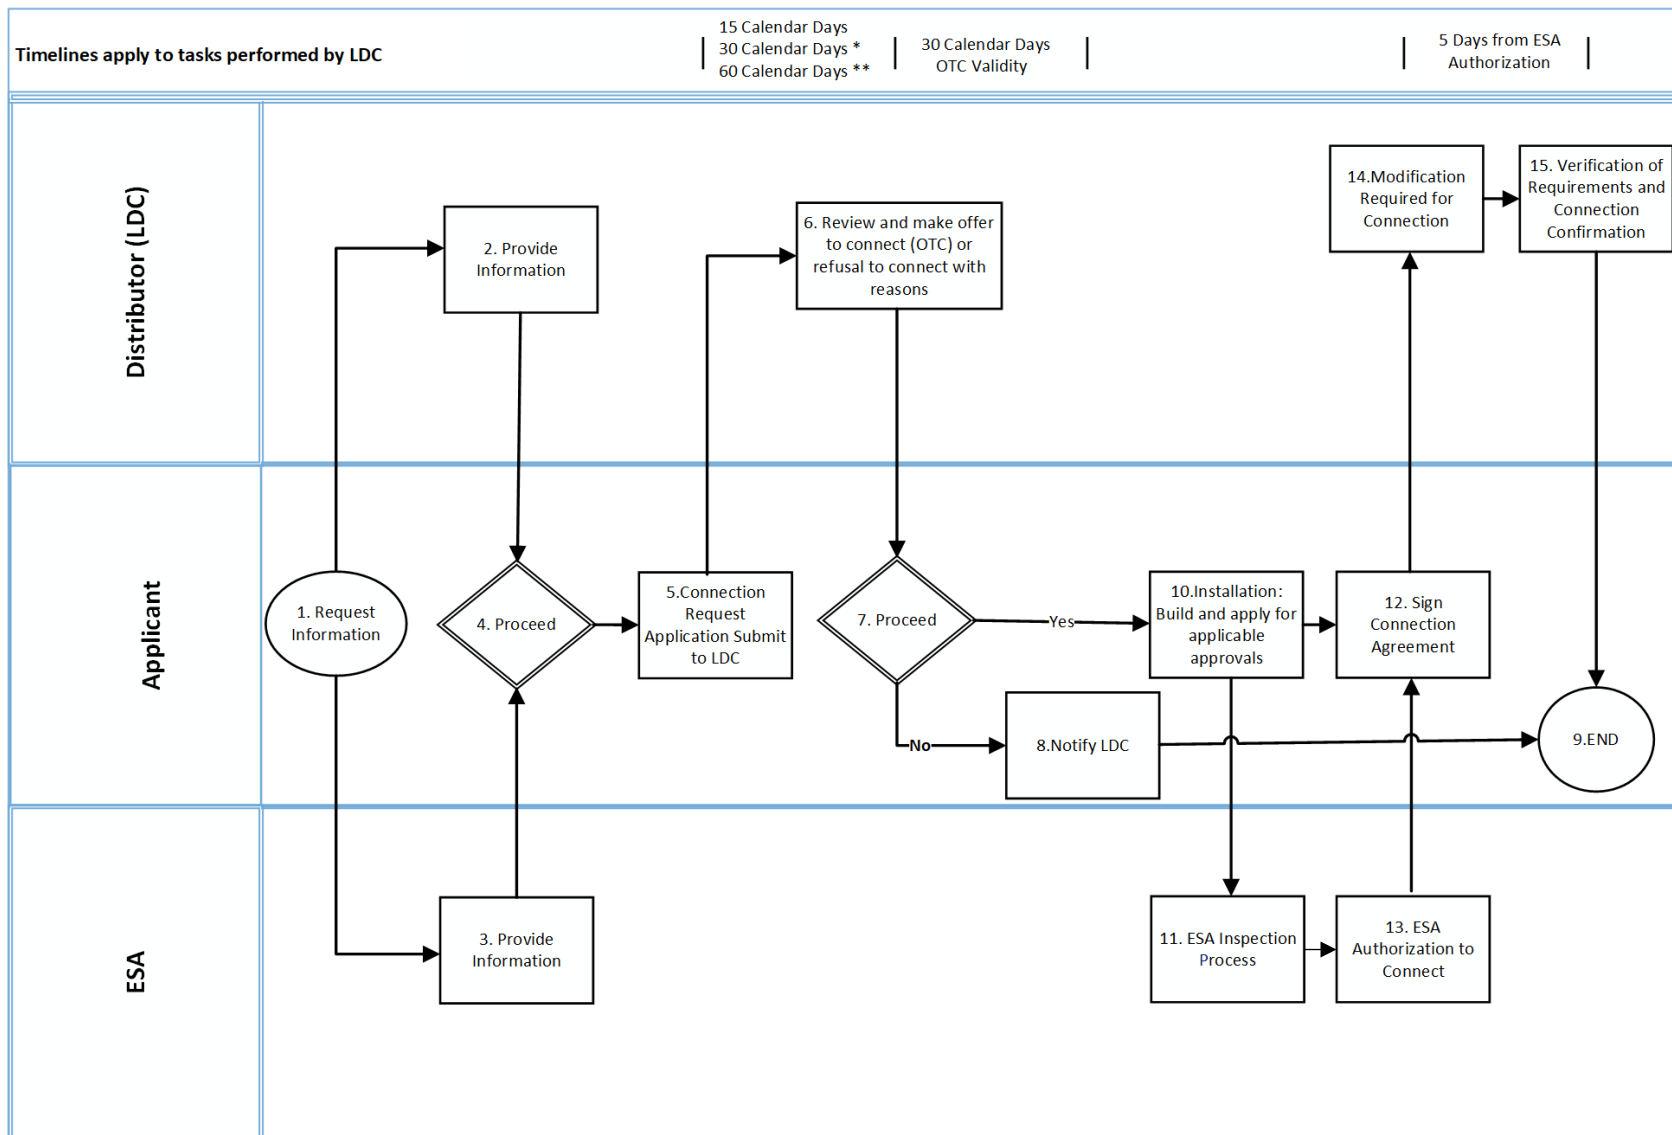 Timelines apply to tasks performed by LDC
15 Calendar Days
30 Calendar Days *
60 Calendar Days **
30 Calendar Days
OTC Validity
5 Days from ESA
Authorization
Distributor (LDC)
2. Provide
Information
6. Review and make offer
to connect (OTC) or
refusal to connect with
reasons
14.Modification
Required for
Connection
15. Verification of
Requirements and
Connection
Confirmation
Applicant
1. Request
Information
4. Proceed
5.Connection
Request
Application Submit
to LDC
7. Proceed
Yes
No
8.Notify LDC
10.Installation:
Build and apply for
applicable
approvals
12. Sign
Connection
Agreement
9.END
ESA
3. Provide
Information
11. ESA Inspection
Process
13. ESA
Authorization to
Connect